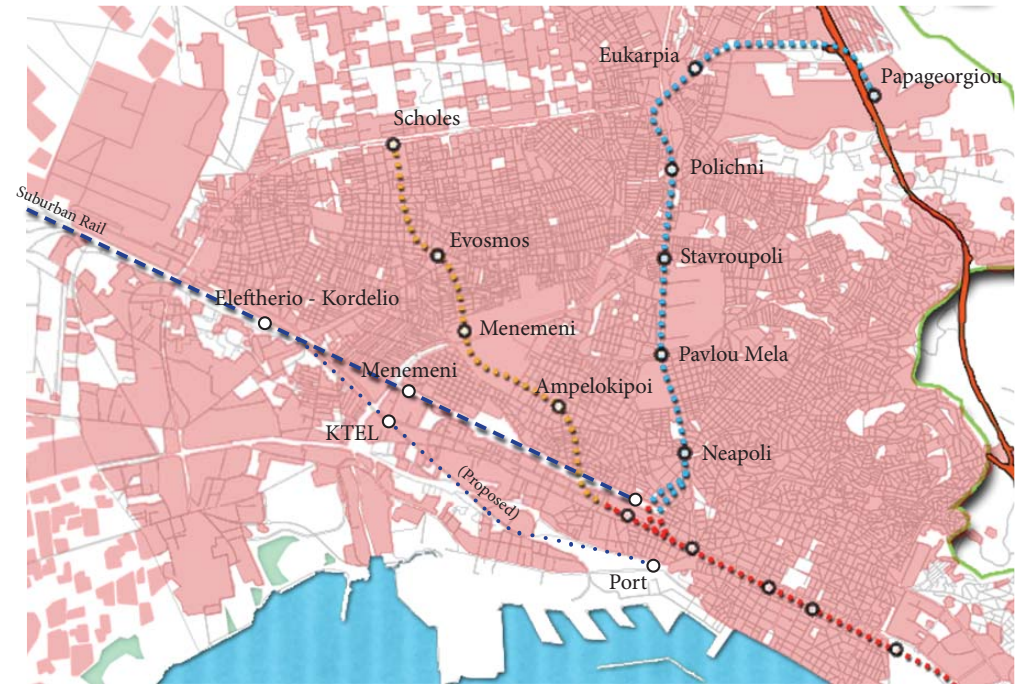 Eukarpia
Papageorgiou
Scholes
Polichni
Suburban Rail
Evosmos
Stavroupoli
Eleftherio - Kordelio
Menemeni
Pavlou Mela
Menemeni
Ampelokipoi
KTEL
Neapoli
(Proposed)
Port